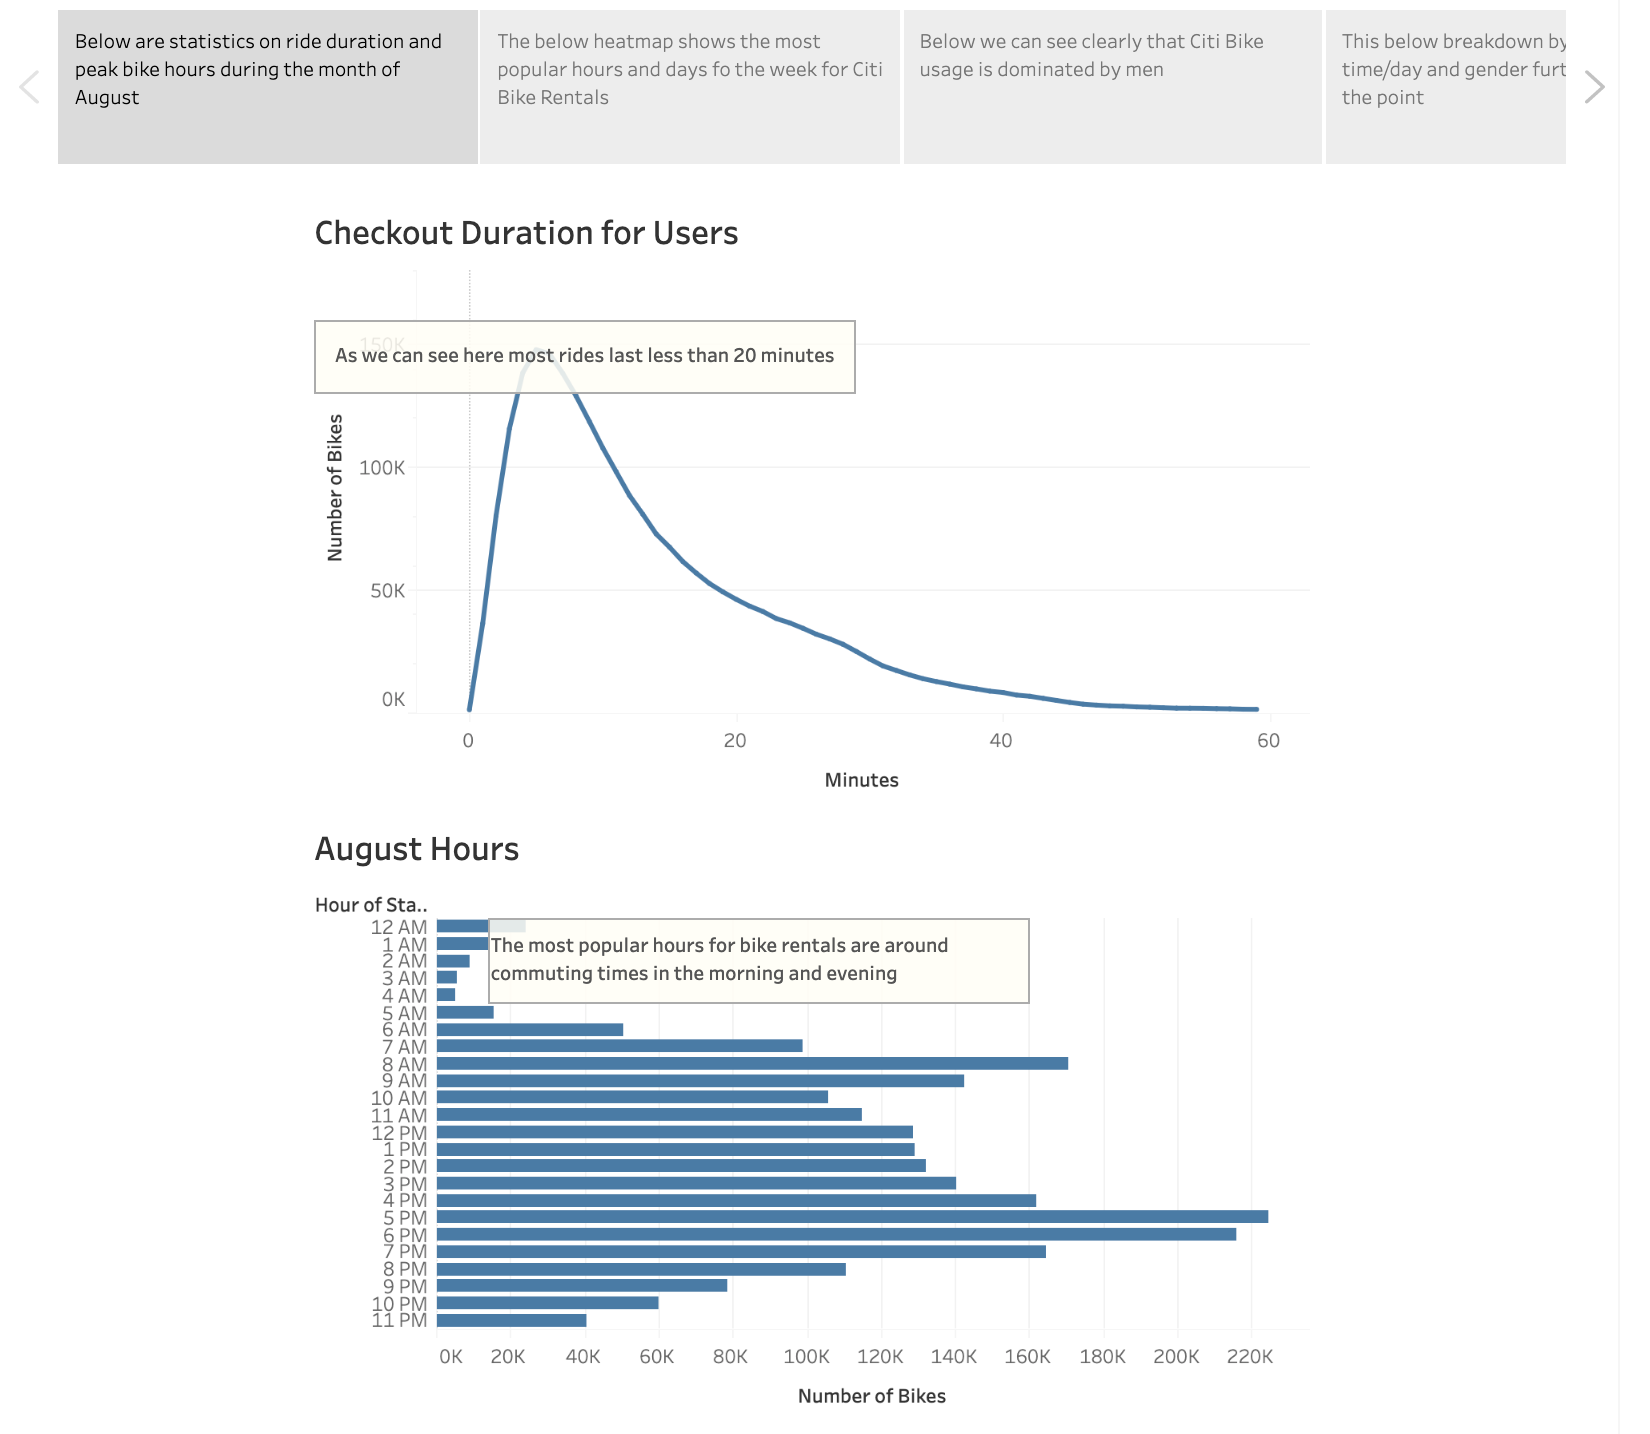 Below are statistics on ride duration and
peak bike hours during the month of
August
The below heatmap shows the most
popular hours and days fo the week for Citi
Bike Rentals
Below we can see clearly that Citi Bike
usage is dominated by men
This below breakdown by
time/day and gender furt
the point
Checkout Duration for Users
150K
As we can see here most rides last less than 20 minutes
Number of Bikes
100K
50K
0K
0 20 40 60
Minutes
August Hours
Hour of Sta..
12 AM
1 AM
The most popular hours for bike rentals are around
commuting times in the morning and evening
2 AM
3 AM
4 AM
5 AM
6 AM
7 AM
8 AM
9 AM
10 AM
11 AM
12 PM
1 PM
2 PM
3 PM
4 PM
5 PM
6 PM
7 PM
8 PM
9 PM
10 PM
11 PM
0K 20K 40K 60K 80K 100K 120K 140K 160K 180K 200K 220K
Number of Bikes